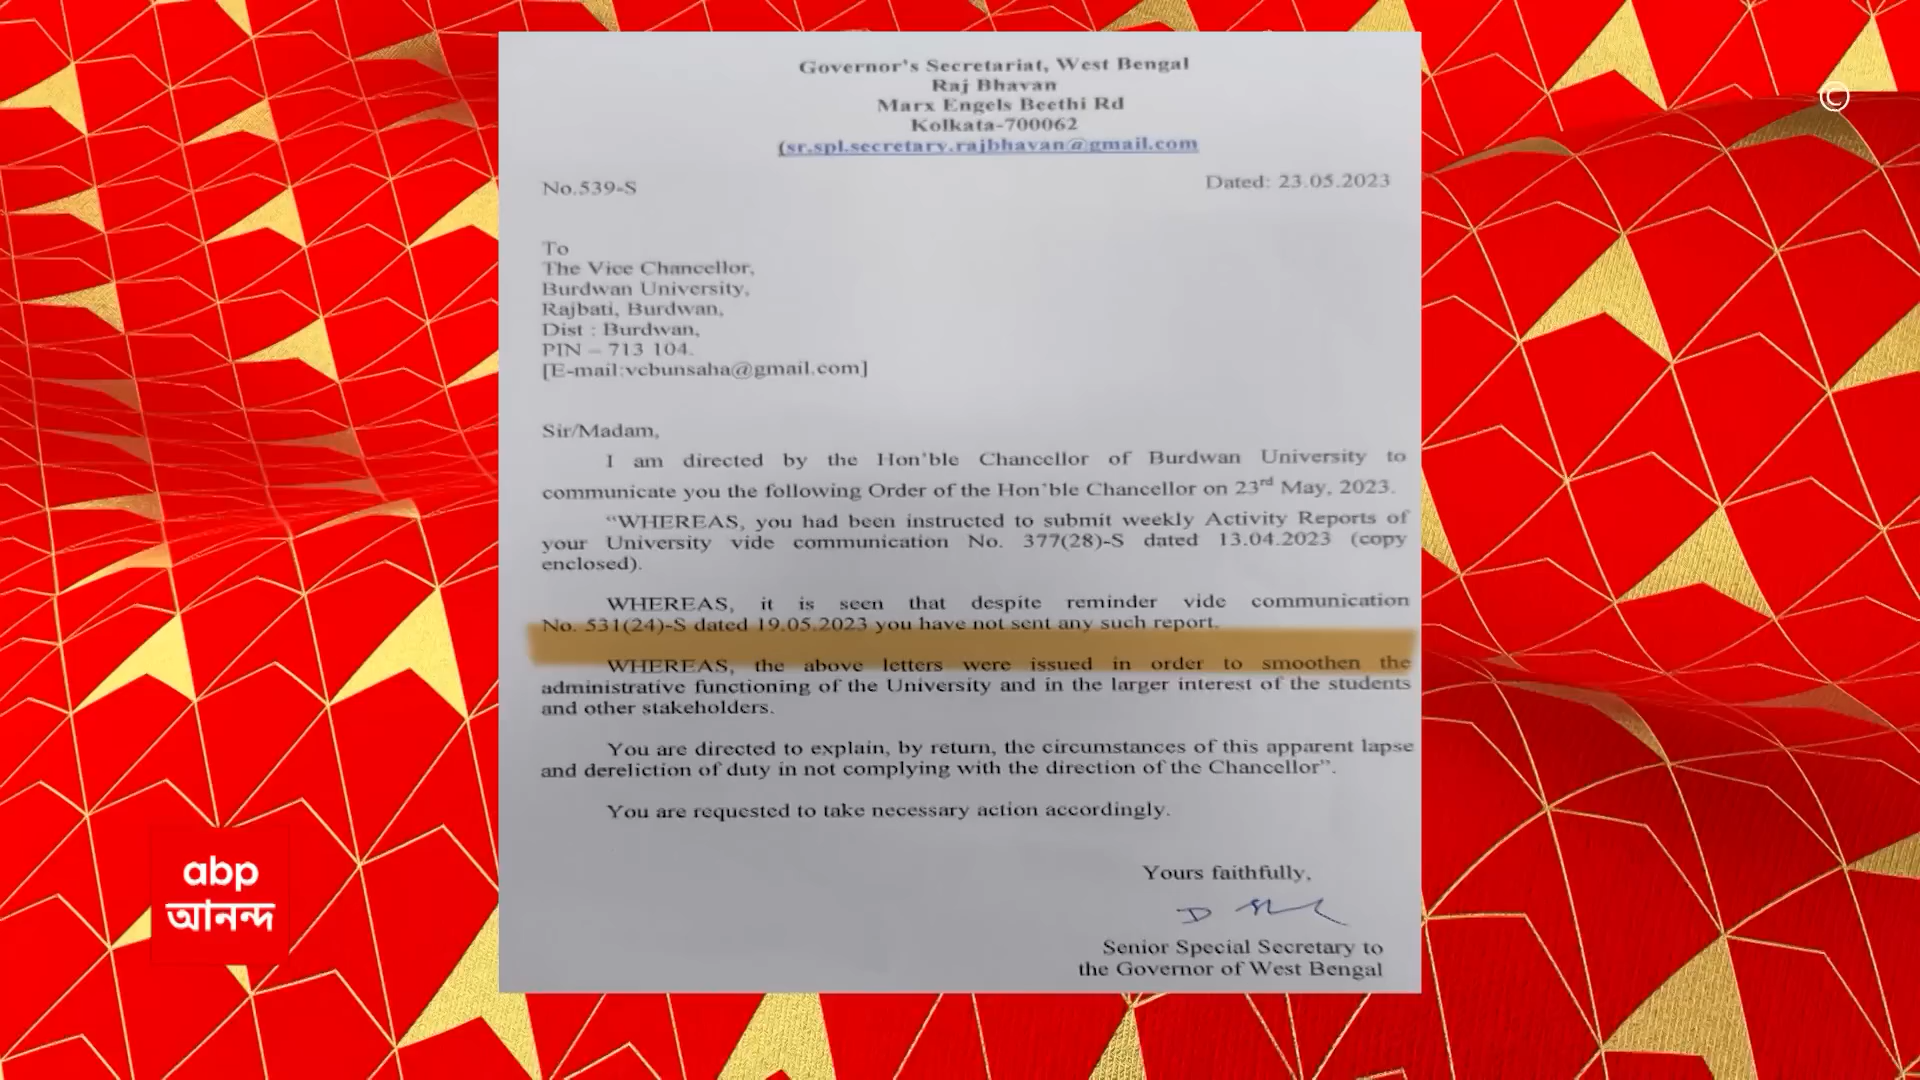 Governor's Secretariat, West Bengal
Raj Bhavan
Marx Engels Beethi Rd
Kolkata-700062
(sr.spl.secretary.rajbhavan@gmail.com
No.539-S
Dated: 23.05.2023
To
The Vice Chancellor,
Burdwan University,
Rajbati, Burdwan,
Dist : Burdwan,
PIN – 713 104.
[E-mail:vcbunsaha@gmail.com]
Sir/Madam,
I am directed by the Hon'ble Chancellor of Burdwan University to
communicate you the following Order of the Hon'ble Chancellor on 23rd May, 2023.
“WHEREAS, you had been instructed to submit weekly Activity Reports of
your University vide communication No. 377(28)-S dated 13.04.2023 (copy
enclosed).
WHEREAS, it is seen that despite reminder vide communication
No. 531(24)-S dated 19.05.2023 you have not sent any such report.
WHEREAS, the above letters were issued in order to smoothen the
administrative functioning of the University and in the larger interest of the students
and other stakeholders.
You are directed to explain, by return, the circumstances of this apparent lapse
and dereliction of duty in not complying with the direction of the Chancellor”.
You are requested to take necessary action accordingly.
Yours faithfully,
Senior Special Secretary to
the Governor of West Bengal
abp
আনন্দ
©